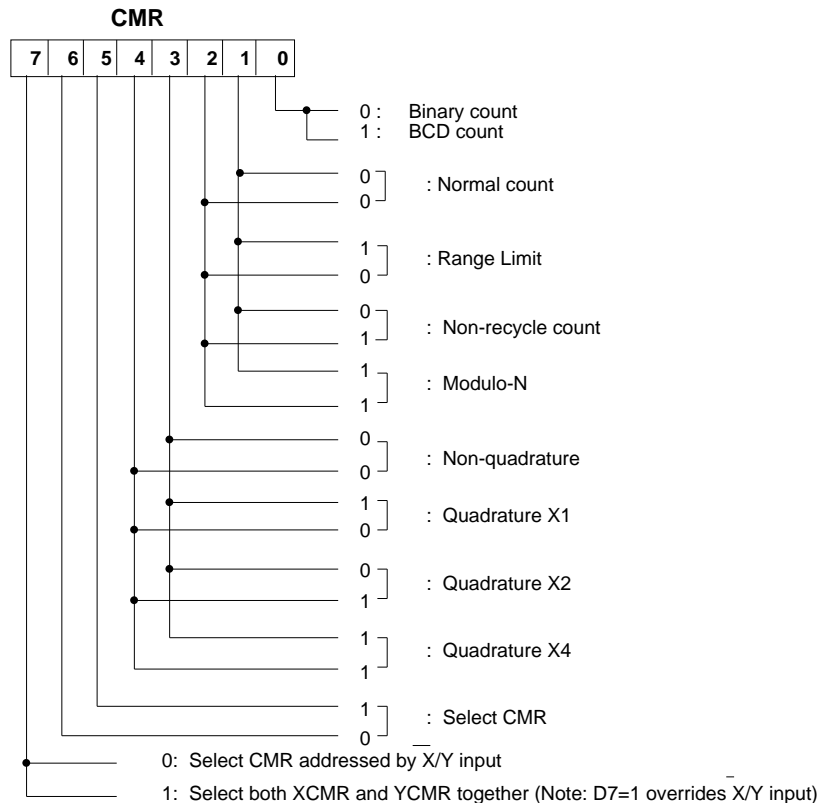 CMR
7 6 5 4 3 2 1 0
0 : Binary count
1 : BCD count
0
0 : Normal count
1
0 : Range Limit
0
1 : Non-recycle count
1
1 : Modulo-N
0
0 : Non-quadrature
1
0 : Quadrature X1
0
1 : Quadrature X2
1
1 : Quadrature X4
1
0 : Select CMR
0: Select CMR addressed by X̅/Y input
1: Select both XCMR and YCMR together (Note: D7=1 overrides X̅/Y input)